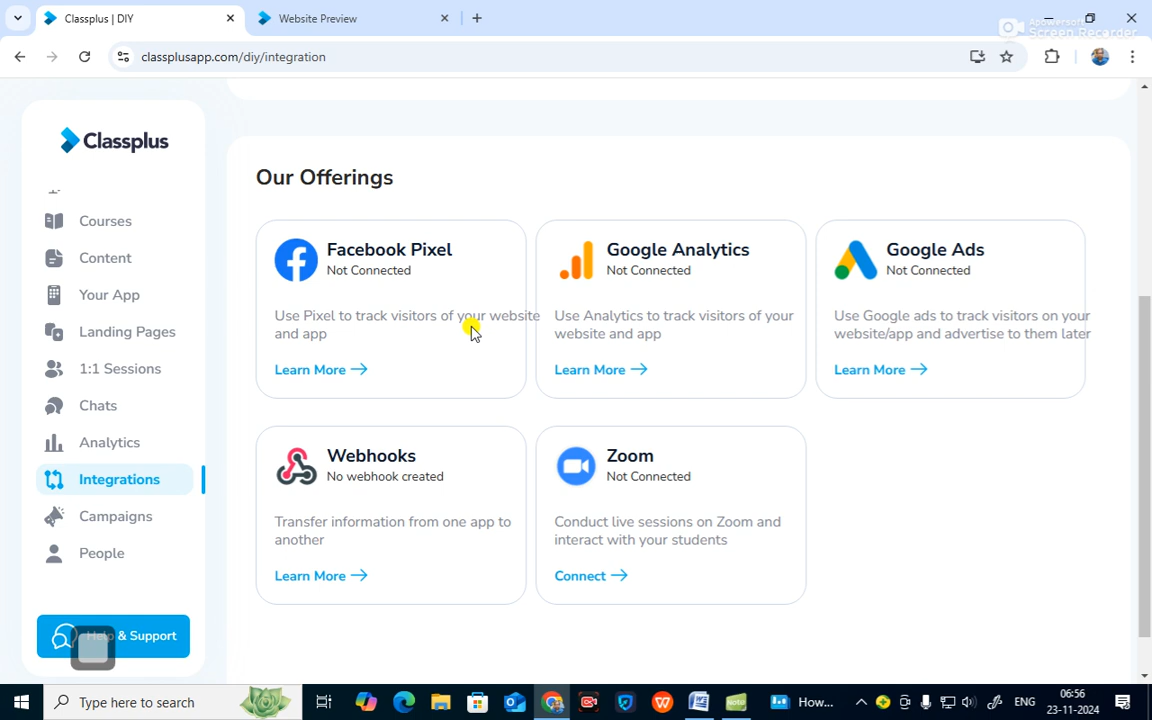 Classplus | DIY
Website Preview
Apowersoft
Screen Recorder
classplusapp.com/diy/integration
Classplus
Courses
Content
Your App
Landing Pages
1:1 Sessions
Chats
Analytics
Integrations
Campaigns
People
Help & Support
Our Offerings
Facebook Pixel
Not Connected
Use Pixel to track visitors of your website
and app
Learn More
Google Analytics
Not Connected
Use Analytics to track visitors of your
website and app
Learn More
Google Ads
Not Connected
Use Google ads to track visitors on your
website/app and advertise to them later
Learn More
Webhooks
No webhook created
Transfer information from one app to
another
Learn More
Zoom
Not Connected
Conduct live sessions on Zoom and
interact with your students
Connect
Type here to search
How...
ENG
06:56
23-11-2024